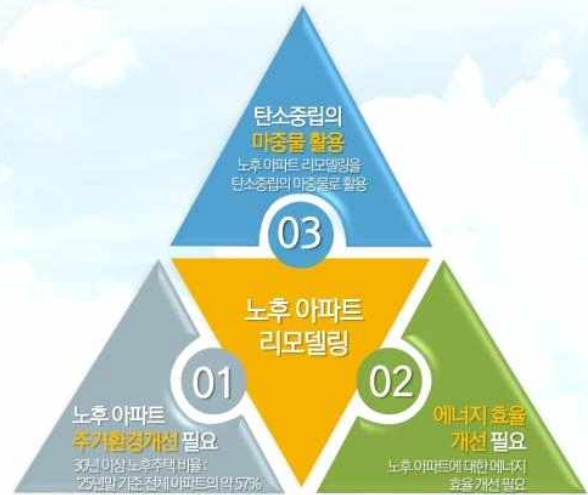 탄소중립의
마중물 활용
노후 아파트 리모델링을
탄소중립의 마중물로 활용
03
노후 아파트
리모델링
01
노후 아파트
주거환경개선 필요
30년 이상 노후주택 비율 :
'25년말 기준 전체 아파트의 약 57%
02
에너지 효율
개선 필요
노후 아파트에 대한 에너지
효율 개선 필요